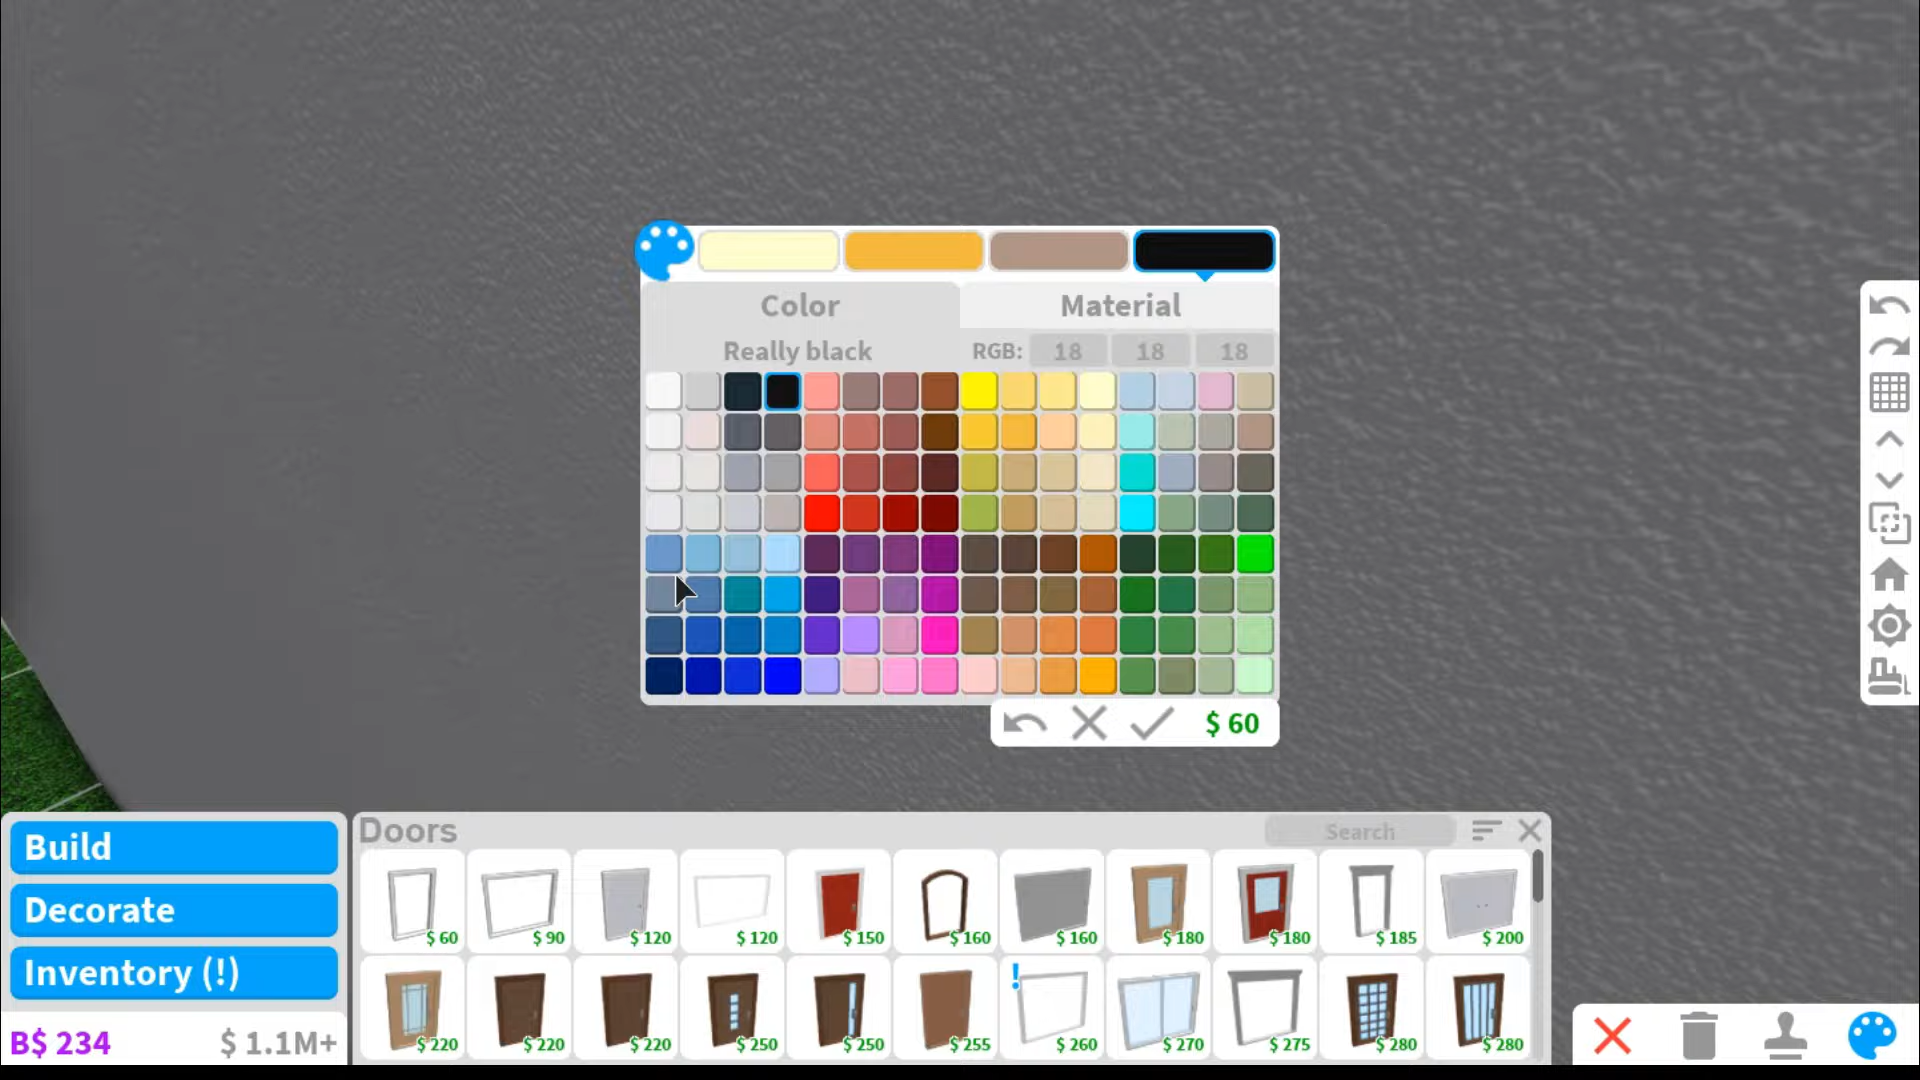 Color
Material
Really black
RGB: 18 18 18
$ 60
Build
Decorate
Inventory (!)
B$ 234
$ 1.1M+
Doors
Search
$ 60
$ 90
$ 120
$ 120
$ 150
$ 160
$ 160
$ 180
$ 180
$ 185
$ 200
!
$ 220
$ 220
$ 220
$ 250
$ 250
$ 255
$ 260
$ 270
$ 275
$ 280
$ 280